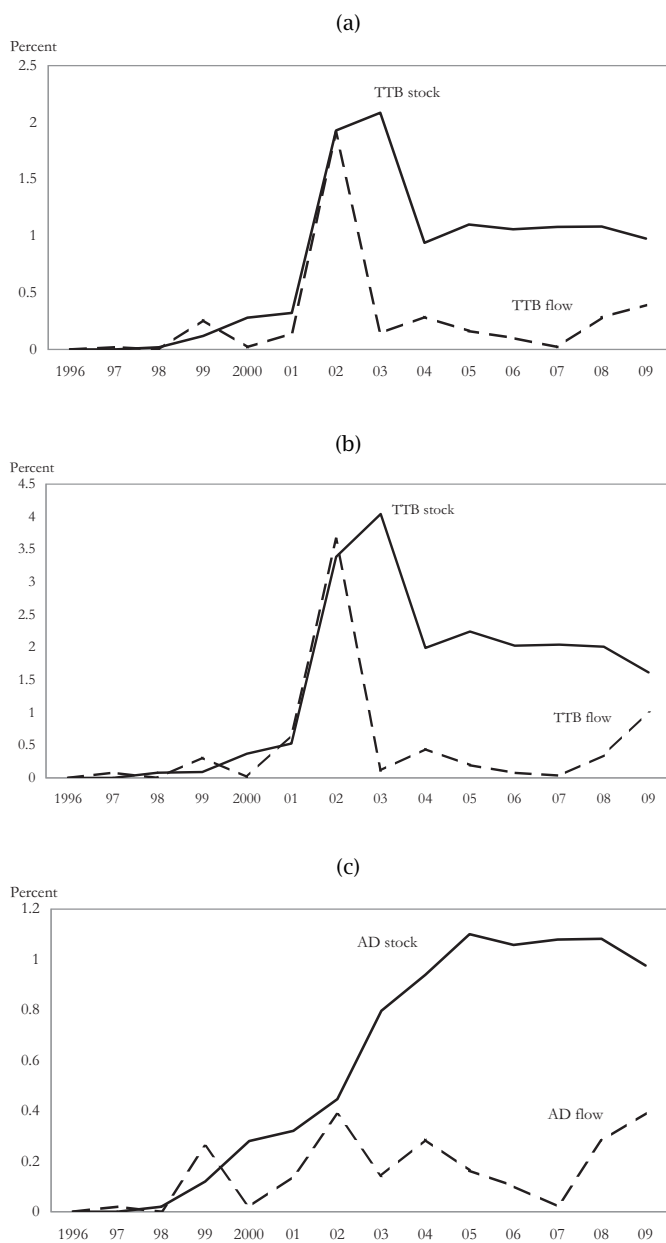 (a)
Percent
2.5
TTB stock
2
1.5
1
TTB flow
0.5
0
1996 97 98 99 2000 01 02 03 04 05 06 07 08 09
(b)
Percent
4.5
TTB stock
4
3.5
3
2.5
2
1.5
TTB flow
1
0.5
0
1996 97 98 99 2000 01 02 03 04 05 06 07 08 09
(c)
Percent
1.2
AD stock
1
0.8
0.6
0.4
AD flow
0.2
0
1996 97 98 99 2000 01 02 03 04 05 06 07 08 09